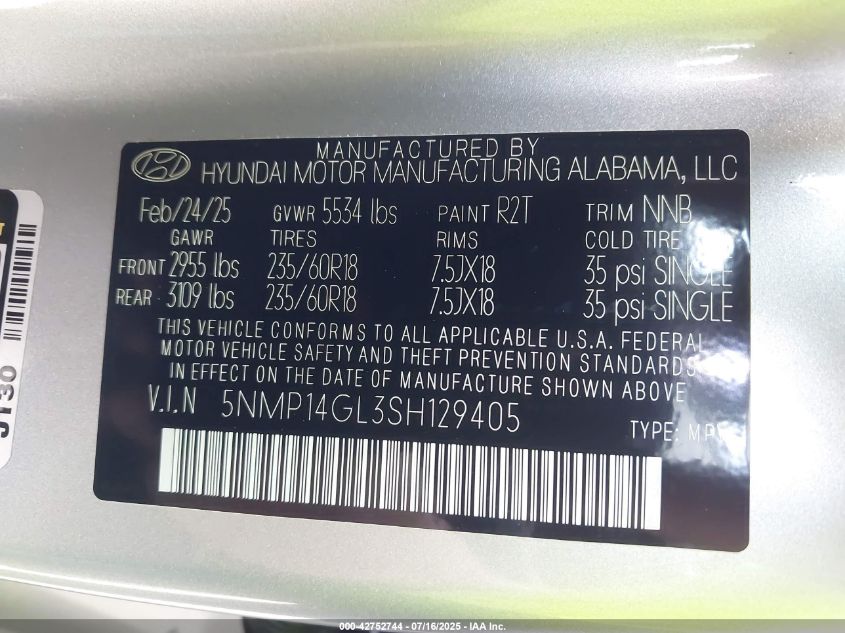 MANUFACTURED BY
HYUNDAI MOTOR MANUFACTURING ALABAMA, LLC
Feb/24/25 GVWR 5534 lbs PAINT R2T TRIM NNB
GAWR TIRES RIMS COLD TIRE
FRONT 2955 lbs 235/60R18 7.5JX18 35 psi SINGLE
REAR 3109 lbs 235/60R18 7.5JX18 35 psi SINGLE
THIS VEHICLE CONFORMS TO ALL APPLICABLE U.S.A. FEDERAL
MOTOR VEHICLE SAFETY AND THEFT PREVENTION STANDARDS
IN EFFECT ON THE DATE OF MANUFACTURE SHOWN ABOVE
V.I.N 5NMP14GL3SH129405
TYPE:
000-42752744 - 07/16/2025 - IAA Inc.